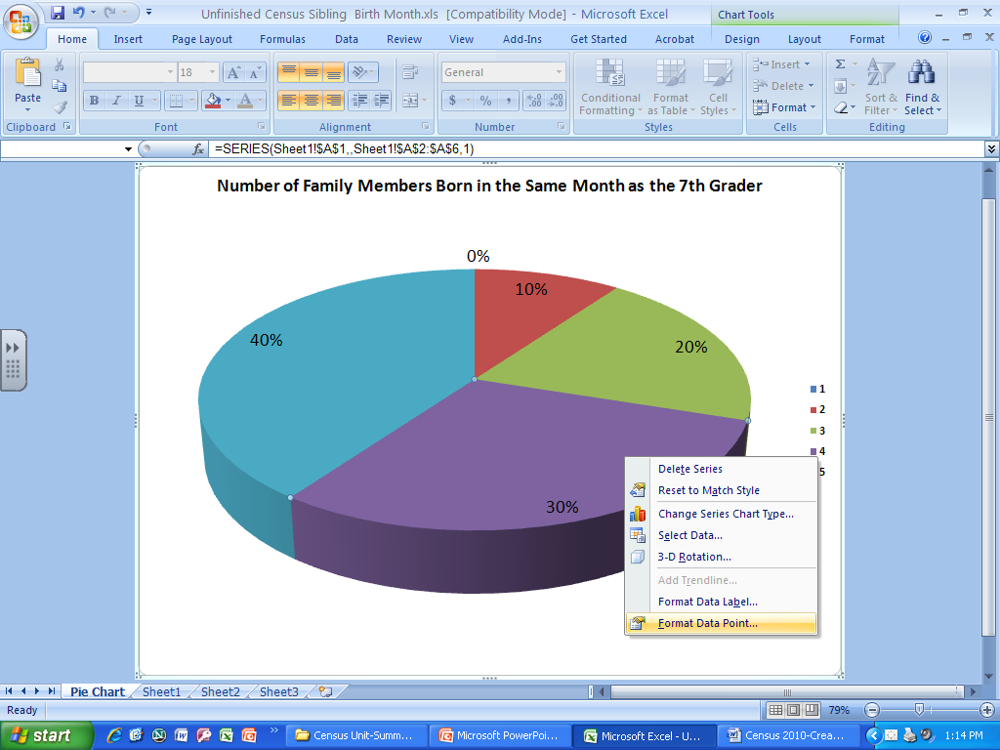 Unfinished Census Sibling Birth Month.xls [Compatibility Mode] - Microsoft Excel
Chart Tools
Home Insert Page Layout Formulas Data Review View Add-Ins Get Started Acrobat Design Layout Format
Paste
Clipboard
18 A A
B I U A
Font
Alignment
General
$ % ,
Number
Conditional Formatting
Format as Table
Cell Styles
Styles
Insert
Delete
Format
Cells
Σ
Sort & Filter
Find & Select
Editing
fx =SERIES(Sheet1!$A$1,,Sheet1!$A$2:$A$6,1)
Number of Family Members Born in the Same Month as the 7th Grader
0%
10%
40%
20%
30%
1
2
3
4
5
Delete Series
Reset to Match Style
Change Series Chart Type...
Select Data...
3-D Rotation...
Add Trendline...
Format Data Label...
Format Data Point...
Pie Chart Sheet1 Sheet2 Sheet3
Ready
79%
start
Census Unit-Summ...
Microsoft PowerPoi...
Microsoft Excel - U...
Census 2010-Crea...
1:14 PM